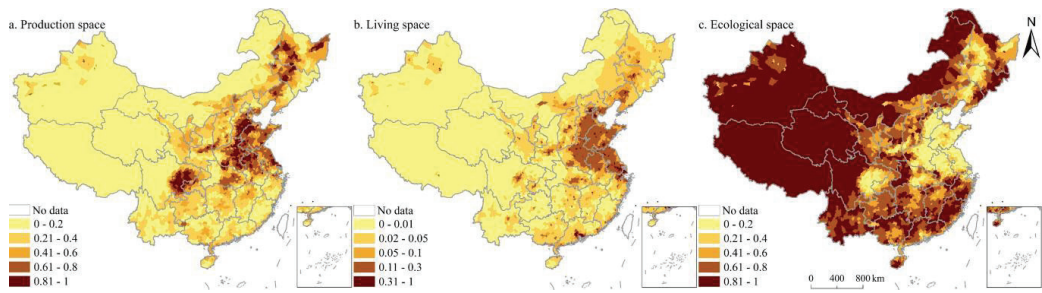 a. Production space
No data
0 - 0.2
0.21 - 0.4
0.41 - 0.6
0.61 - 0.8
0.81 - 1
b. Living space
No data
0 - 0.01
0.02 - 0.05
0.05 - 0.1
0.11 - 0.3
0.31 - 1
c. Ecological space
N
No data
0 - 0.2
0.21 - 0.4
0.41 - 0.6
0.61 - 0.8
0.81 - 1
0 400 800 km